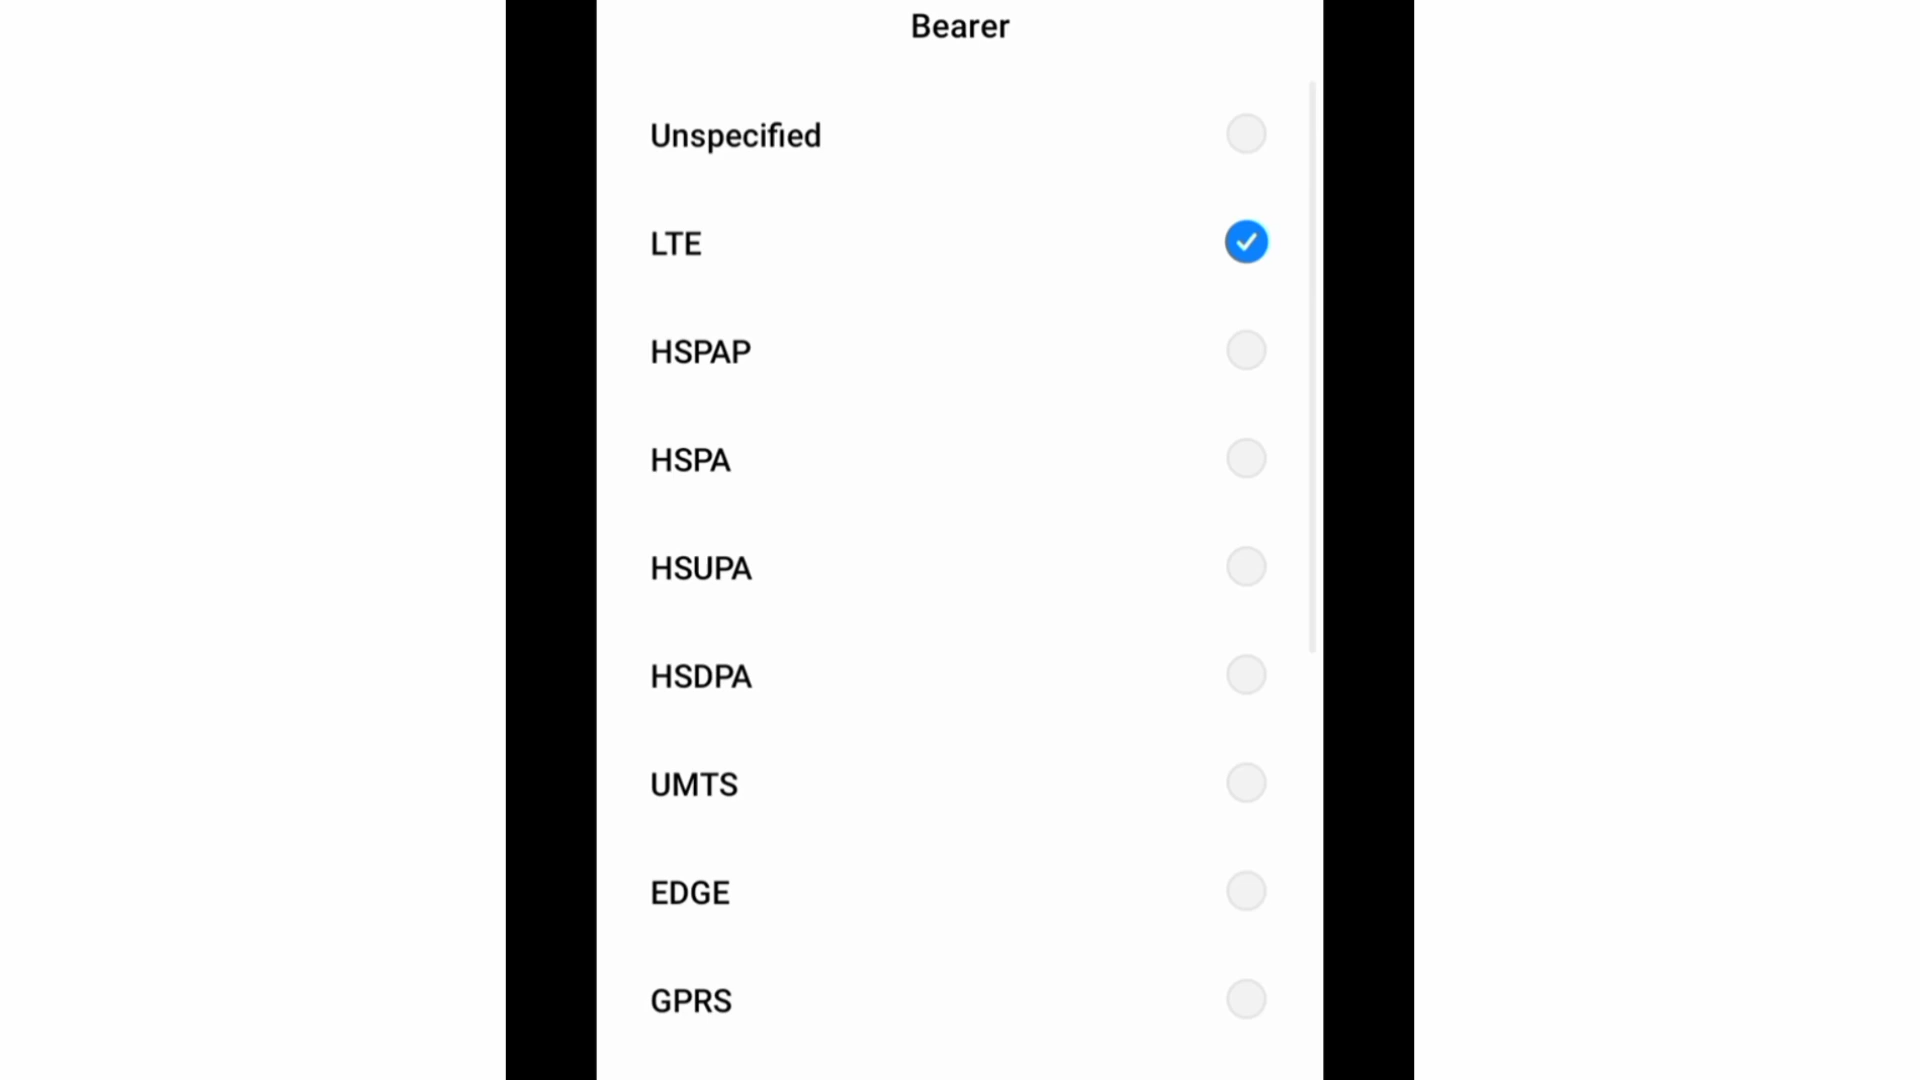 Bearer
Unspecified
LTE
HSPAP
HSPA
HSUPA
HSDPA
UMTS
EDGE
GPRS